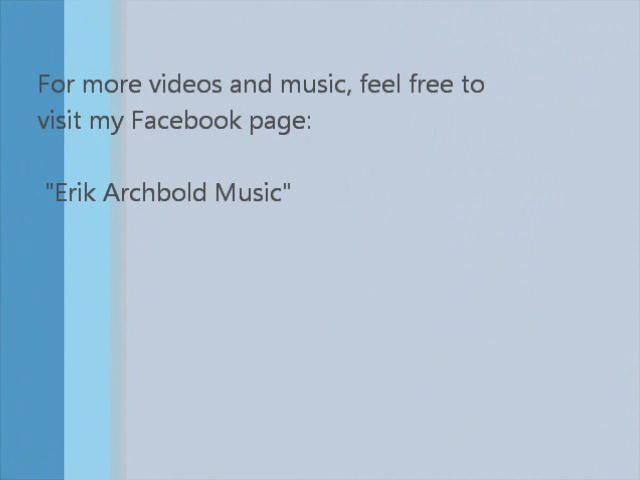 For more videos and music, feel free to
visit my Facebook page:
"Erik Archbold Music"